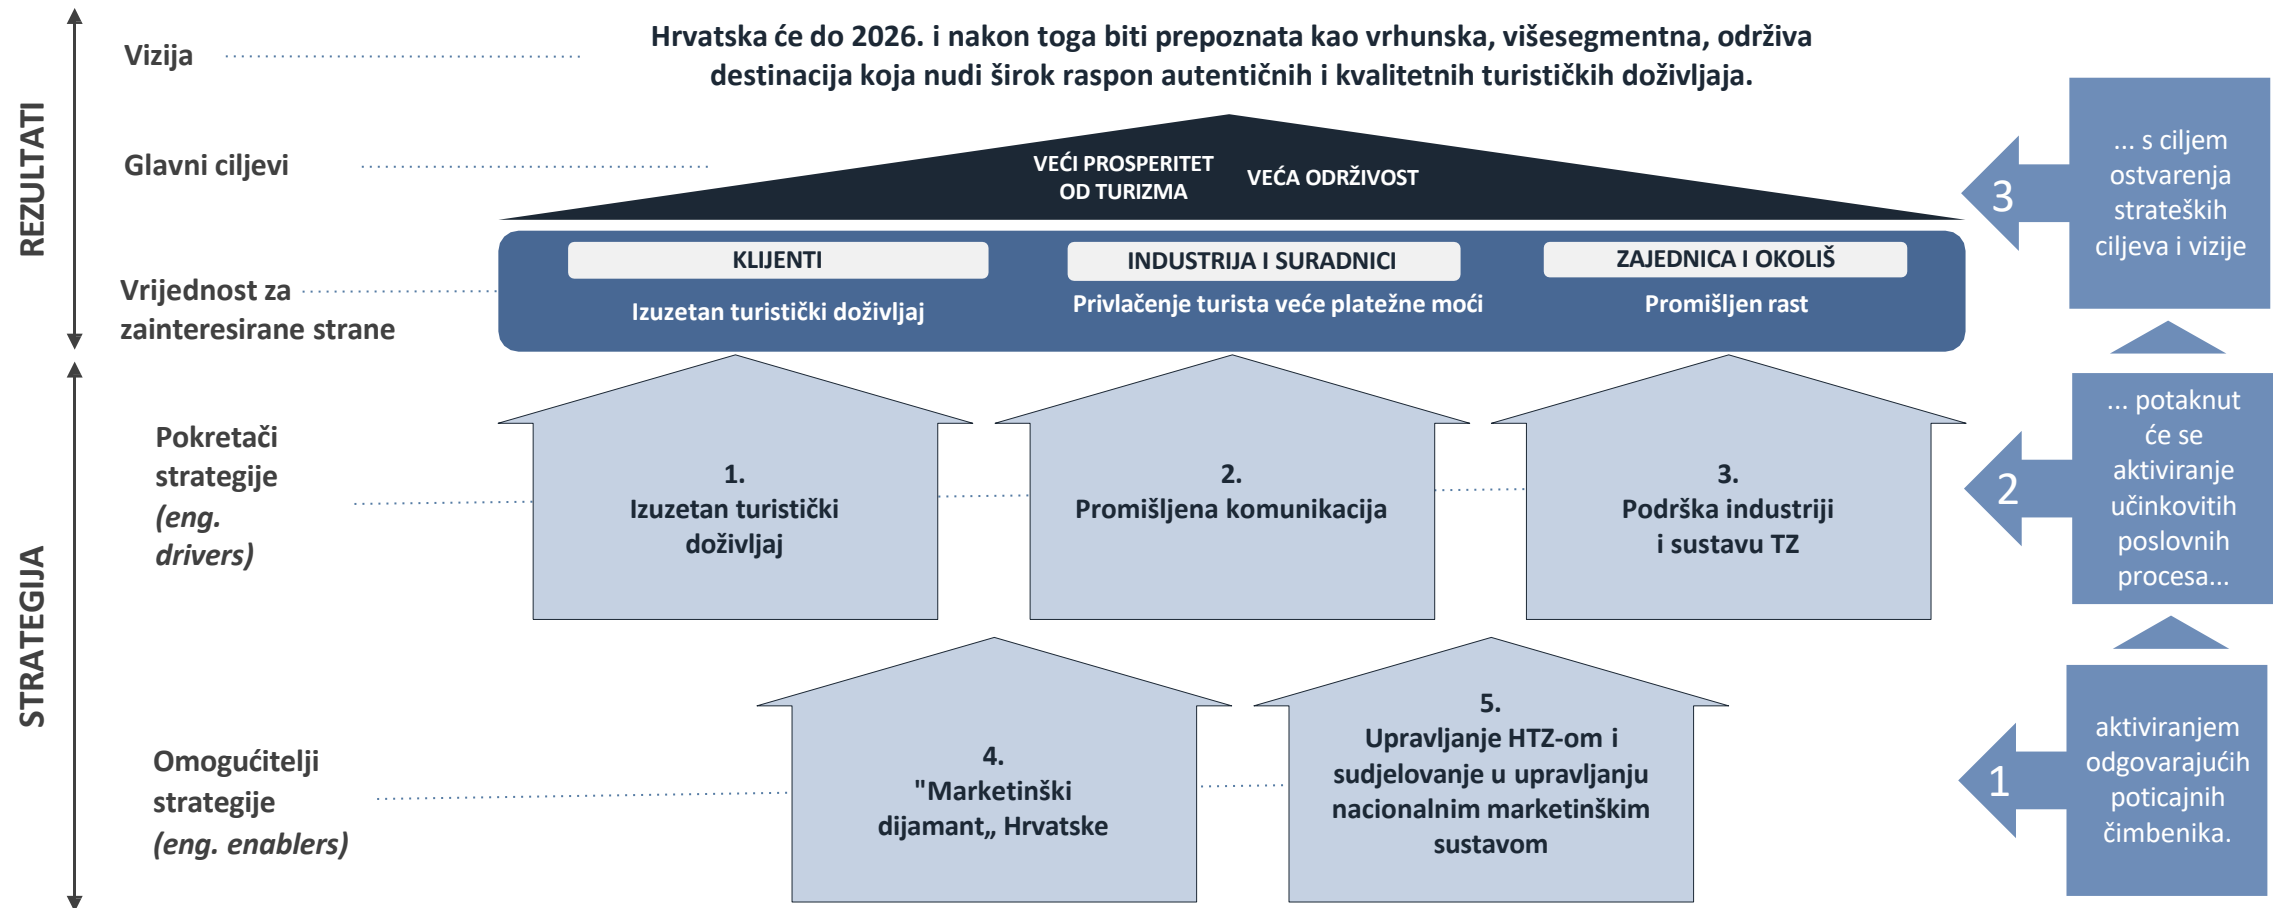 REZULTATI
Vizija
Hrvatska će do 2026. i nakon toga biti prepoznata kao vrhunska, višesegmentna, održiva
destinacija koja nudi širok raspon autentičnih i kvalitetnih turističkih doživljaja.
Glavni ciljevi
VEĆI PROSPERITET
OD TURIZMA
VEĆA ODRŽIVOST
Vrijednost za
zainteresirane strane
KLIJENTI
Izuzetan turistički doživljaj
INDUSTRIJA I SURADNICI
Privlačenje turista veće platežne moći
ZAJEDNICA I OKOLIŠ
Promišljen rast
3
... s ciljem
ostvarenja
strateških
ciljeva i vizije
STRATEGIJA
Pokretači
strategije
(eng.
drivers)
1.
Izuzetan turistički
doživljaj
2.
Promišljena komunikacija
3.
Podrška industriji
i sustavu TZ
2
... potaknut
će se
aktiviranje
učinkovitih
poslovnih
procesa...
Omogućitelji
strategije
(eng. enablers)
4.
"Marketinški
dijamant„ Hrvatske
5.
Upravljanje HTZ-om i
sudjelovanje u upravljanju
nacionalnim marketinškim
sustavom
1
aktiviranjem
odgovarajućih
poticajnih
čimbenika.